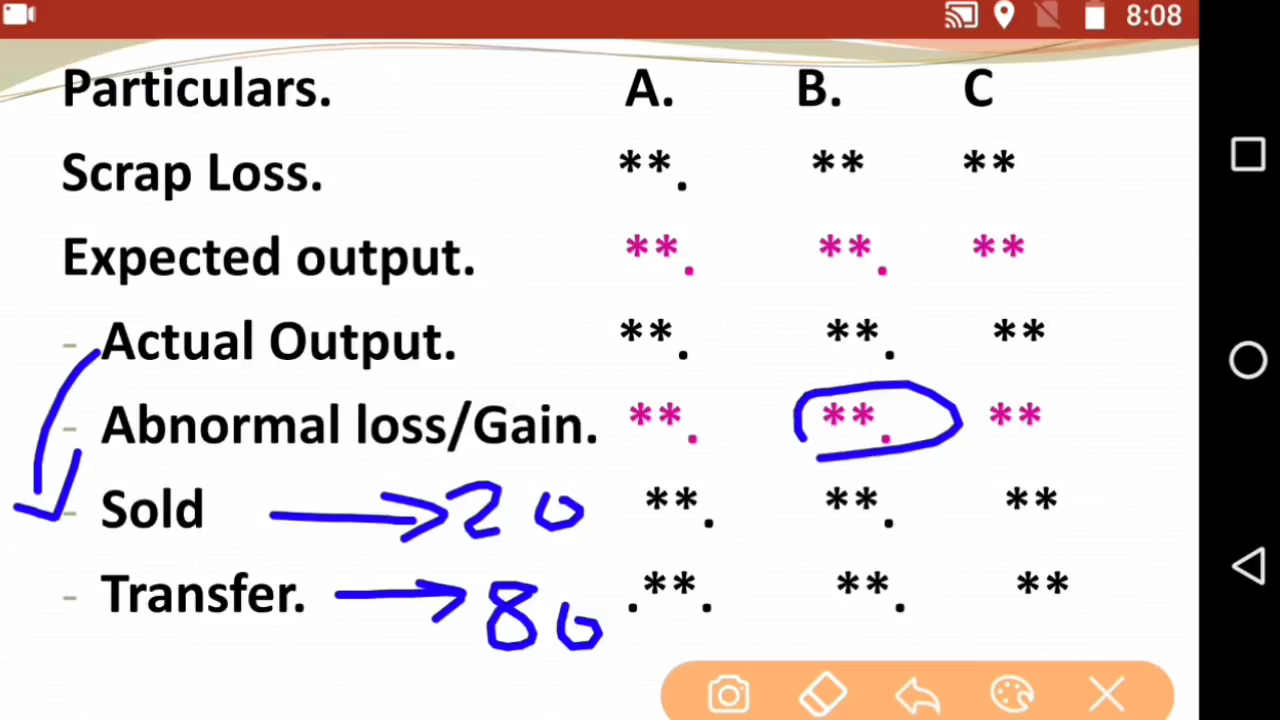 8:08
Particulars. A. B. C
Scrap Loss. **. ** **
Expected output. **. **. **
- Actual Output. **. **. **
- Abnormal loss/Gain. **. **. **
- Sold → 20 **. **. **
- Transfer. → 80 .**. **. **